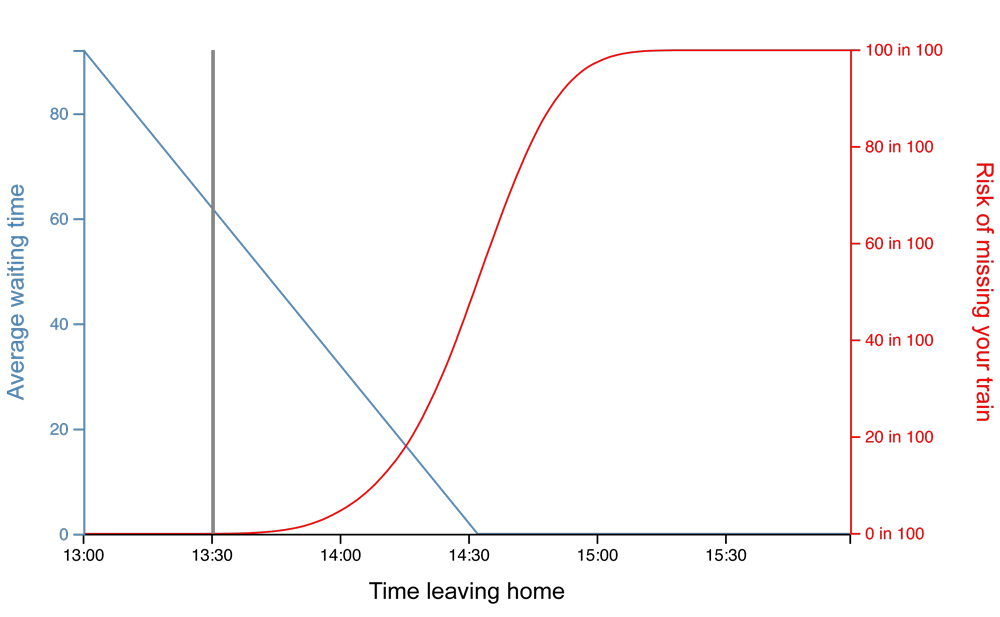 Average waiting time
80
60
40
20
0
100 in 100
80 in 100
60 in 100
40 in 100
20 in 100
0 in 100
Risk of missing your train
13:00 13:30 14:00 14:30 15:00 15:30
Time leaving home